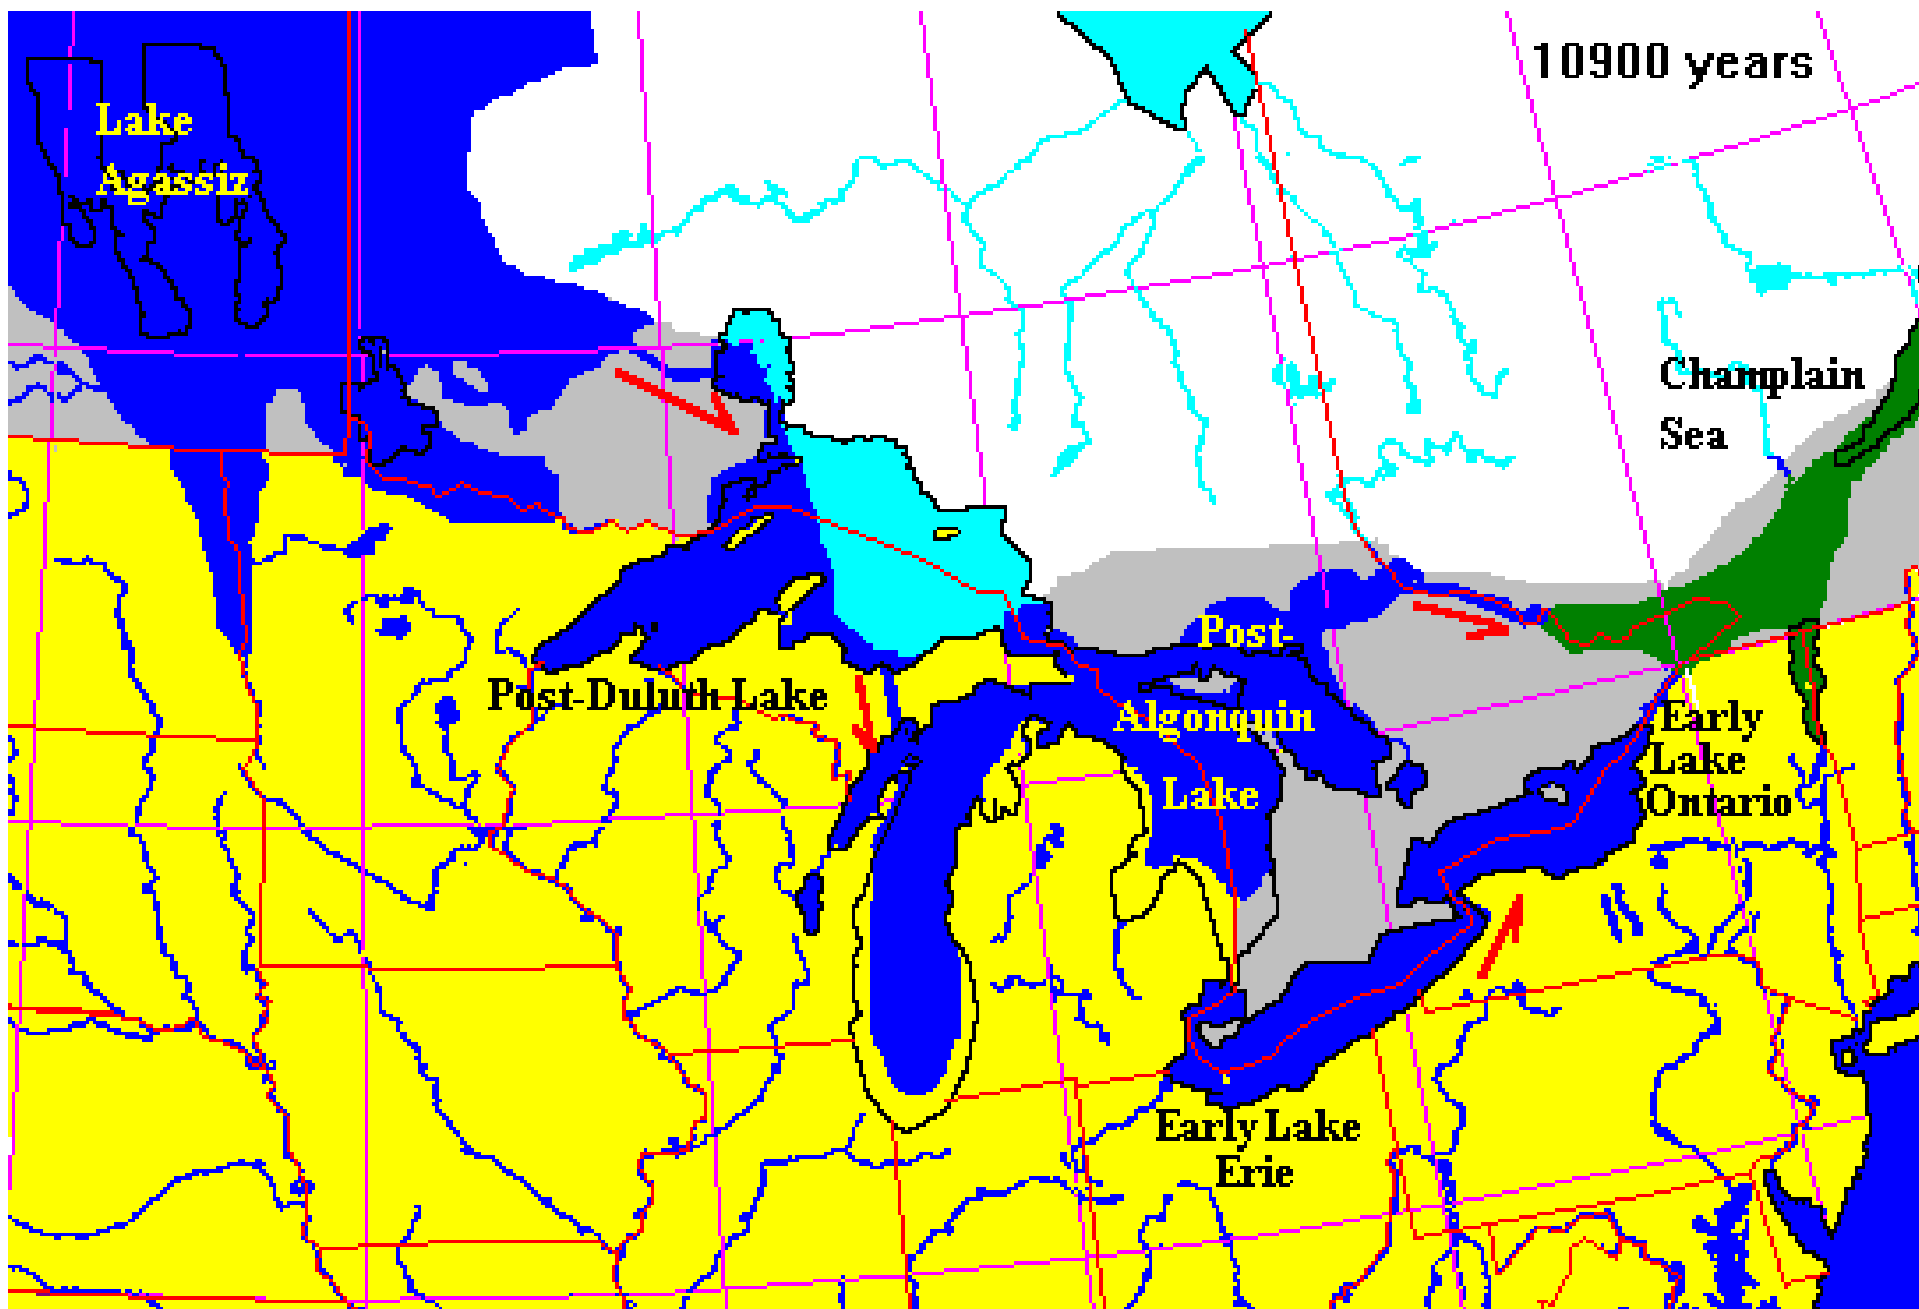 10900 years
Lake
Agassiz
Champlain
Sea
Post-
Post-Duluth Lake
Algonquin
Lake
Early
Lake
Ontario
Early Lake
Erie